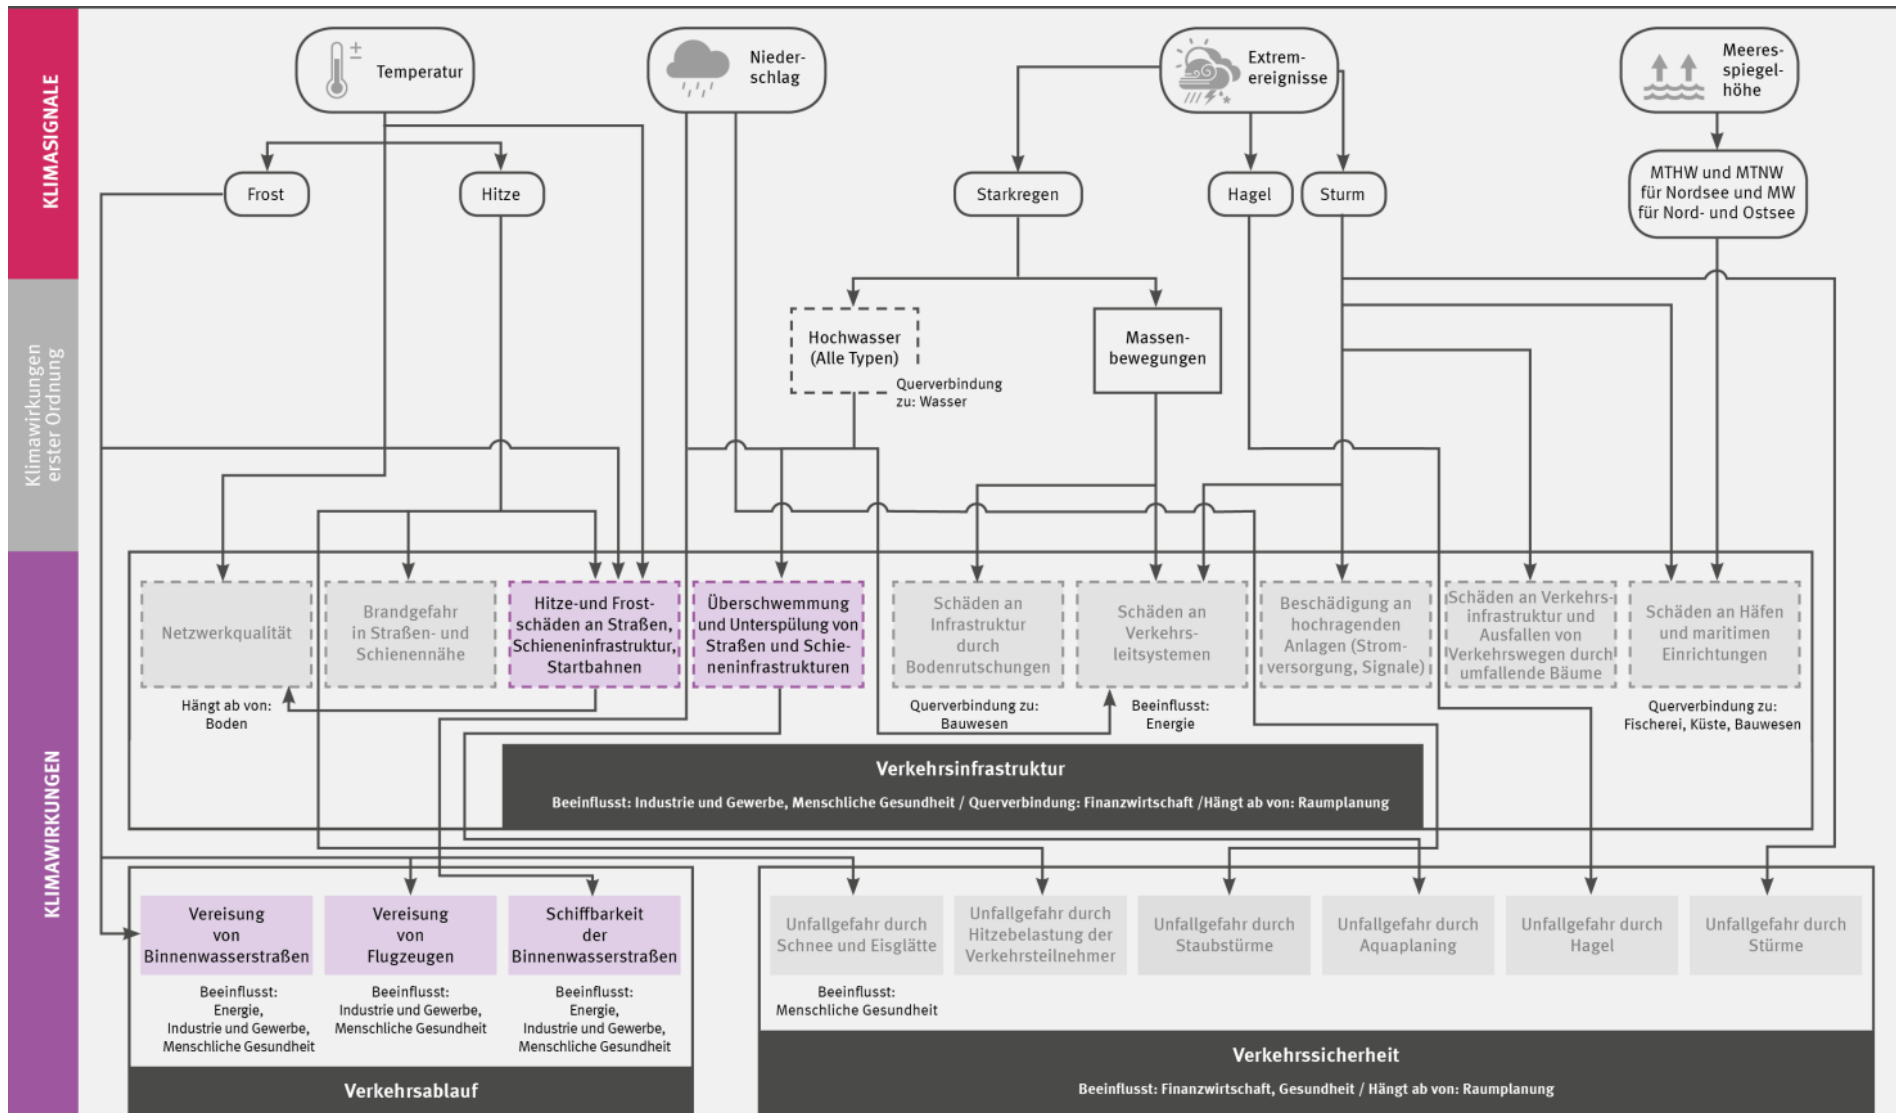 KLIMASIGNALE
Temperatur
Nieder-
schlag
Extrem-
ereignisse
Meeres-
spiegel-
höhe
Frost
Hitze
Starkregen
Hagel
Sturm
MTHW und MTNW
für Nordsee und MW
für Nord- und Ostsee
Klimawirkungen
erster Ordnung
Hochwasser
(Alle Typen)
Querverbindung
zu: Wasser
Massen-
bewegungen
KLIMAWIRKUNGEN
Netzwerkqualität
Hängt ab von:
Boden
Brandgefahr
in Straßen- und
Schienennähe
Hitze-und Frost-
schäden an Straßen,
Schieneninfrastruktur,
Startbahnen
Überschwemmung
und Unterspülung von
Straßen und Schie-
neninfrastrukturen
Schäden an
Infrastruktur
durch
Bodenrutschungen
Querverbindung zu:
Bauwesen
Schäden an
Verkehrs-
leitsystemen
Beeinflusst:
Energie
Beschädigung an
hochragenden
Anlagen (Strom-
versorgung, Signale)
Schäden an Verkehrs-
infrastruktur und
Ausfallen von
Verkehrswegen durch
umfallende Bäume
Schäden an Häfen
und maritimen
Einrichtungen
Querverbindung zu:
Fischerei, Küste, Bauwesen
Verkehrsinfrastruktur
Beeinflusst: Industrie und Gewerbe, Menschliche Gesundheit / Querverbindung: Finanzwirtschaft /Hängt ab von: Raumplanung
Vereisung
von
Binnenwasserstraßen
Beeinflusst:
Energie,
Industrie und Gewerbe,
Menschliche Gesundheit
Vereisung
von
Flugzeugen
Beeinflusst:
Industrie und Gewerbe,
Menschliche Gesundheit
Schiffbarkeit
der
Binnenwasserstraßen
Beeinflusst:
Energie,
Industrie und Gewerbe,
Menschliche Gesundheit
Verkehrsablauf
Unfallgefahr durch
Schnee und Eisglätte
Beeinflusst:
Menschliche Gesundheit
Unfallgefahr durch
Hitzebelastung der
Verkehrsteilnehmer
Unfallgefahr durch
Staubstürme
Unfallgefahr durch
Aquaplaning
Unfallgefahr durch
Hagel
Unfallgefahr durch
Stürme
Verkehrssicherheit
Beeinflusst: Finanzwirtschaft, Gesundheit / Hängt ab von: Raumplanung